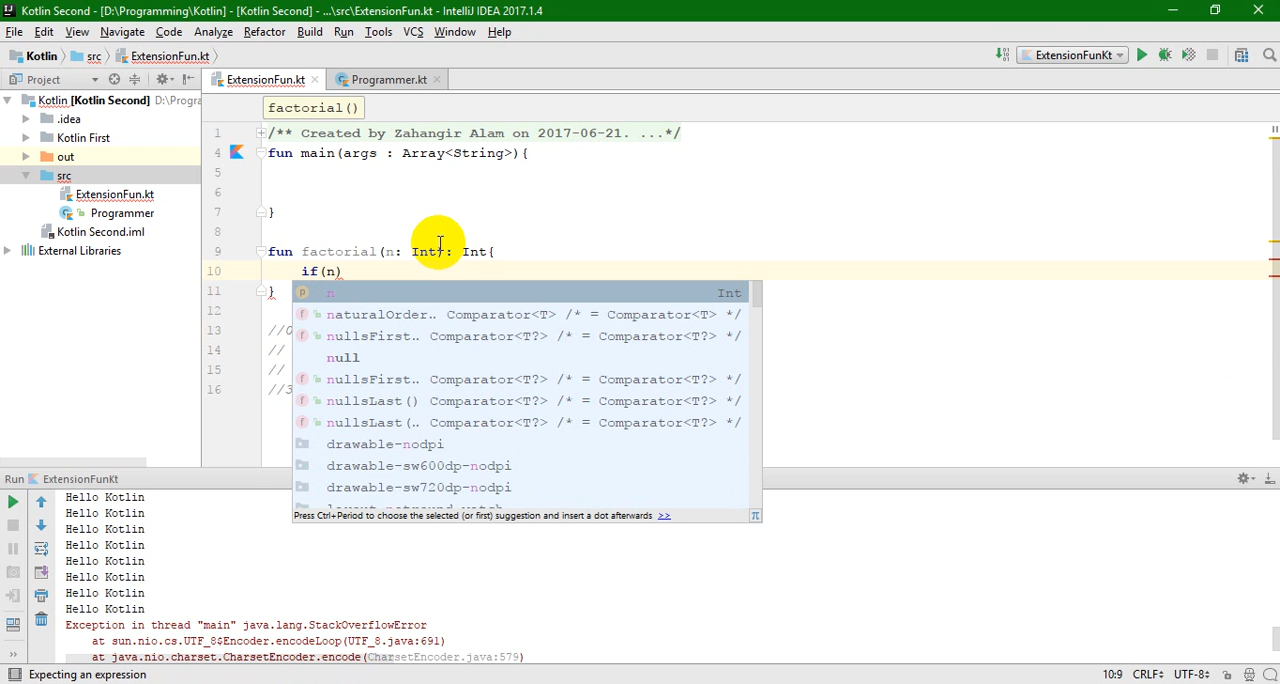 Kotlin Second - [D:\Programming\Kotlin] - [Kotlin Second] - ...\src\ExtensionFun.kt - IntelliJ IDEA 2017.1.4
File Edit View Navigate Code Analyze Refactor Build Run Tools VCS Window Help
Kotlin src ExtensionFun.kt ExtensionFunKt
Project ExtensionFun.kt Programmer.kt
Kotlin [Kotlin Second] D:\Progra
.idea
Kotlin First
out
src
ExtensionFun.kt
Programmer
Kotlin Second.iml
External Libraries
factorial()
1 /** Created by Zahangir Alam on 2017-06-21. ...*/
4 fun main(args : Array<String>){
5
6
7 }
8
9 fun factorial(n: Int): Int{
10 if(n)
11 }
12
13 //
14 //
15 //
16 //3
n Int
naturalOrder.. Comparator<T> /* = Comparator<T> */
nullsFirst.. Comparator<T?> /* = Comparator<T?> */
null
nullsFirst.. Comparator<T?> /* = Comparator<T?> */
nullsLast() Comparator<T?> /* = Comparator<T?> */
nullsLast(.. Comparator<T?> /* = Comparator<T?> */
drawable-nodpi
drawable-sw600dp-nodpi
drawable-sw720dp-nodpi
Press Ctrl+Period to choose the selected (or first) suggestion and insert a dot afterwards >> π
Run ExtensionFunKt
Hello Kotlin
Hello Kotlin
Hello Kotlin
Hello Kotlin
Hello Kotlin
Hello Kotlin
Hello Kotlin
Hello Kotlin
Exception in thread "main" java.lang.StackOverflowError
at sun.nio.cs.UTF_8$Encoder.encodeLoop(UTF_8.java:691)
at java.nio.charset.CharsetEncoder.encode(CharsetEncoder.java:579)
Expecting an expression 10:9 CRLF UTF-8